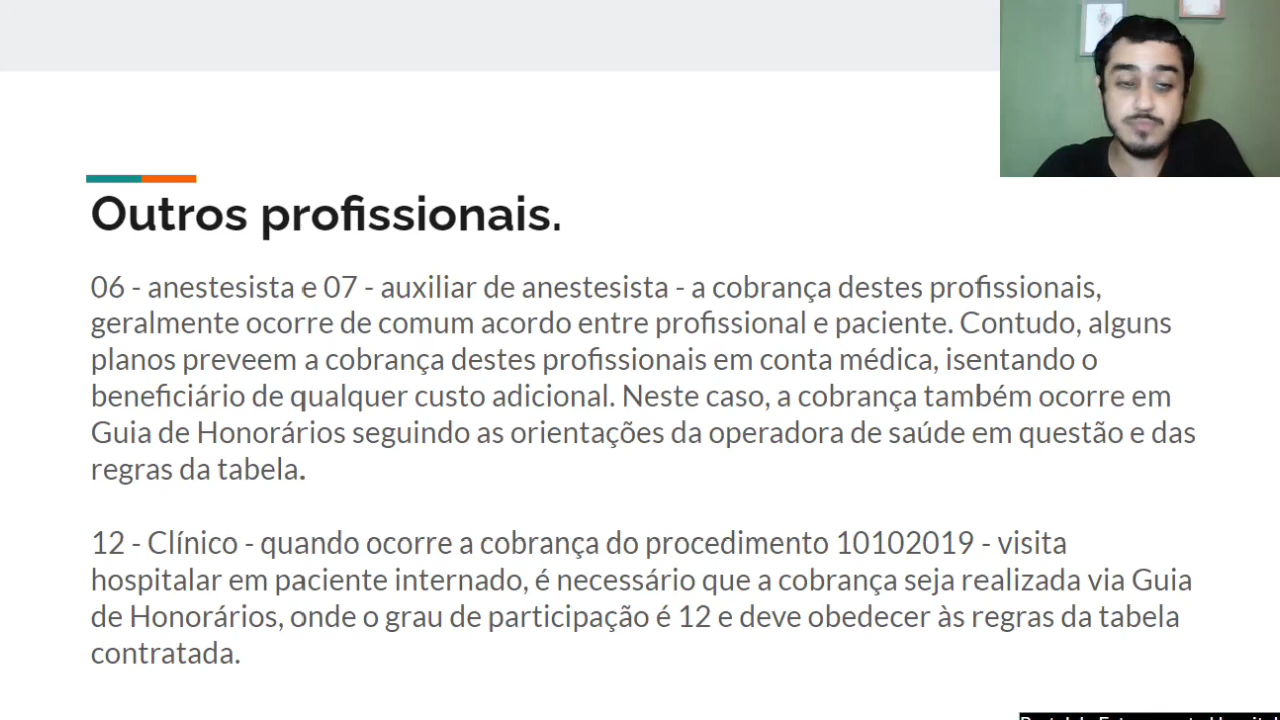 Outros profissionais.
06 - anestesista e 07 - auxiliar de anestesista - a cobrança destes profissionais,
geralmente ocorre de comum acordo entre profissional e paciente. Contudo, alguns
planos preveem a cobrança destes profissionais em conta médica, isentando o
beneficiário de qualquer custo adicional. Neste caso, a cobrança também ocorre em
Guia de Honorários seguindo as orientações da operadora de saúde em questão e das
regras da tabela.
12 - Clínico - quando ocorre a cobrança do procedimento 10102019 - visita
hospitalar em paciente internado, é necessário que a cobrança seja realizada via Guia
de Honorários, onde o grau de participação é 12 e deve obedecer às regras da tabela
contratada.